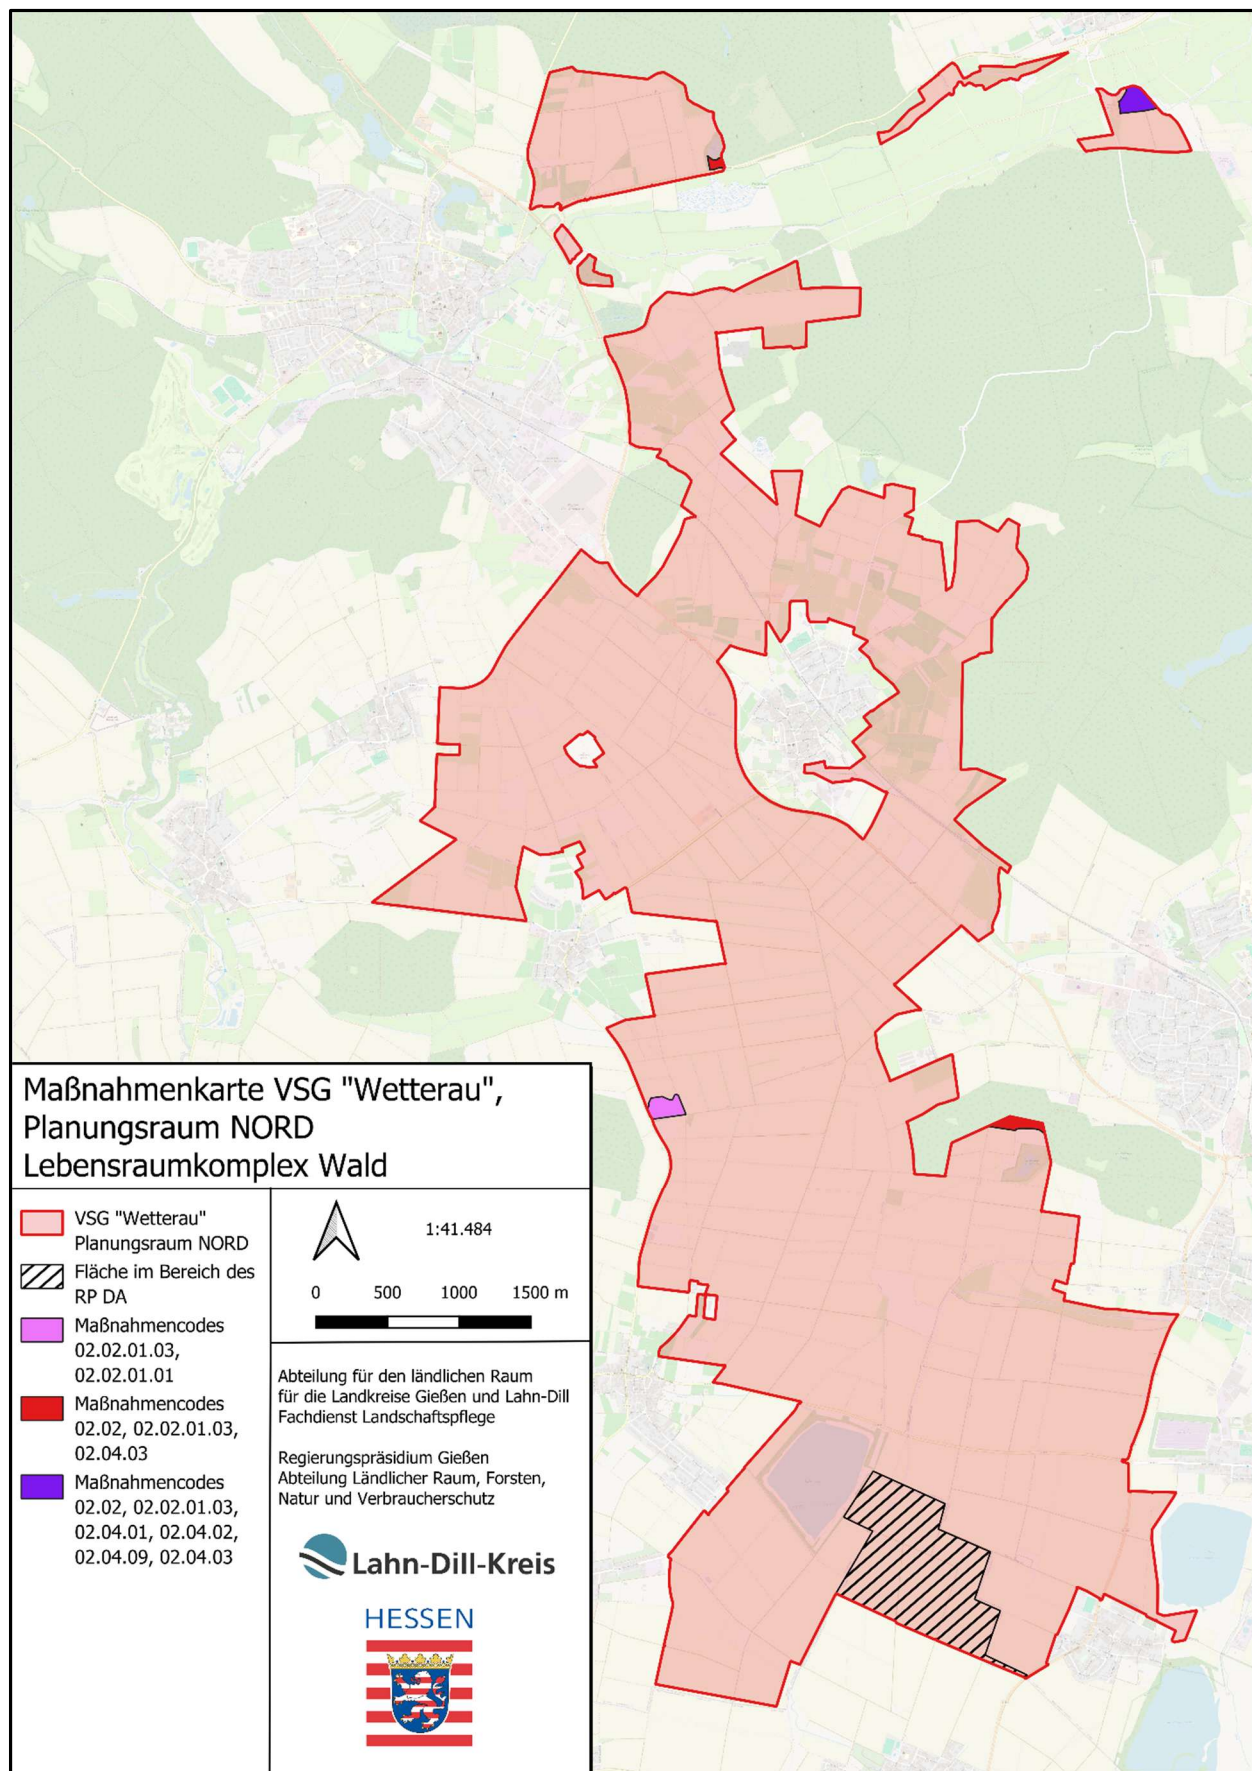 Maßnahmenkarte VSG "Wetterau",
Planungsraum NORD
Lebensraumkomplex Wald
VSG "Wetterau"
Planungsraum NORD
Fläche im Bereich des
RP DA
Maßnahmencodes
02.02.01.03,
02.02.01.01
Maßnahmencodes
02.02, 02.02.01.03,
02.04.03
Maßnahmencodes
02.02, 02.02.01.03,
02.04.01, 02.04.02,
02.04.09, 02.04.03
1:41.484
0 500 1000 1500 m
Abteilung für den ländlichen Raum
für die Landkreise Gießen und Lahn-Dill
Fachdienst Landschaftspflege
Regierungspräsidium Gießen
Abteilung Ländlicher Raum, Forsten,
Natur und Verbraucherschutz
Lahn-Dill-Kreis
HESSEN